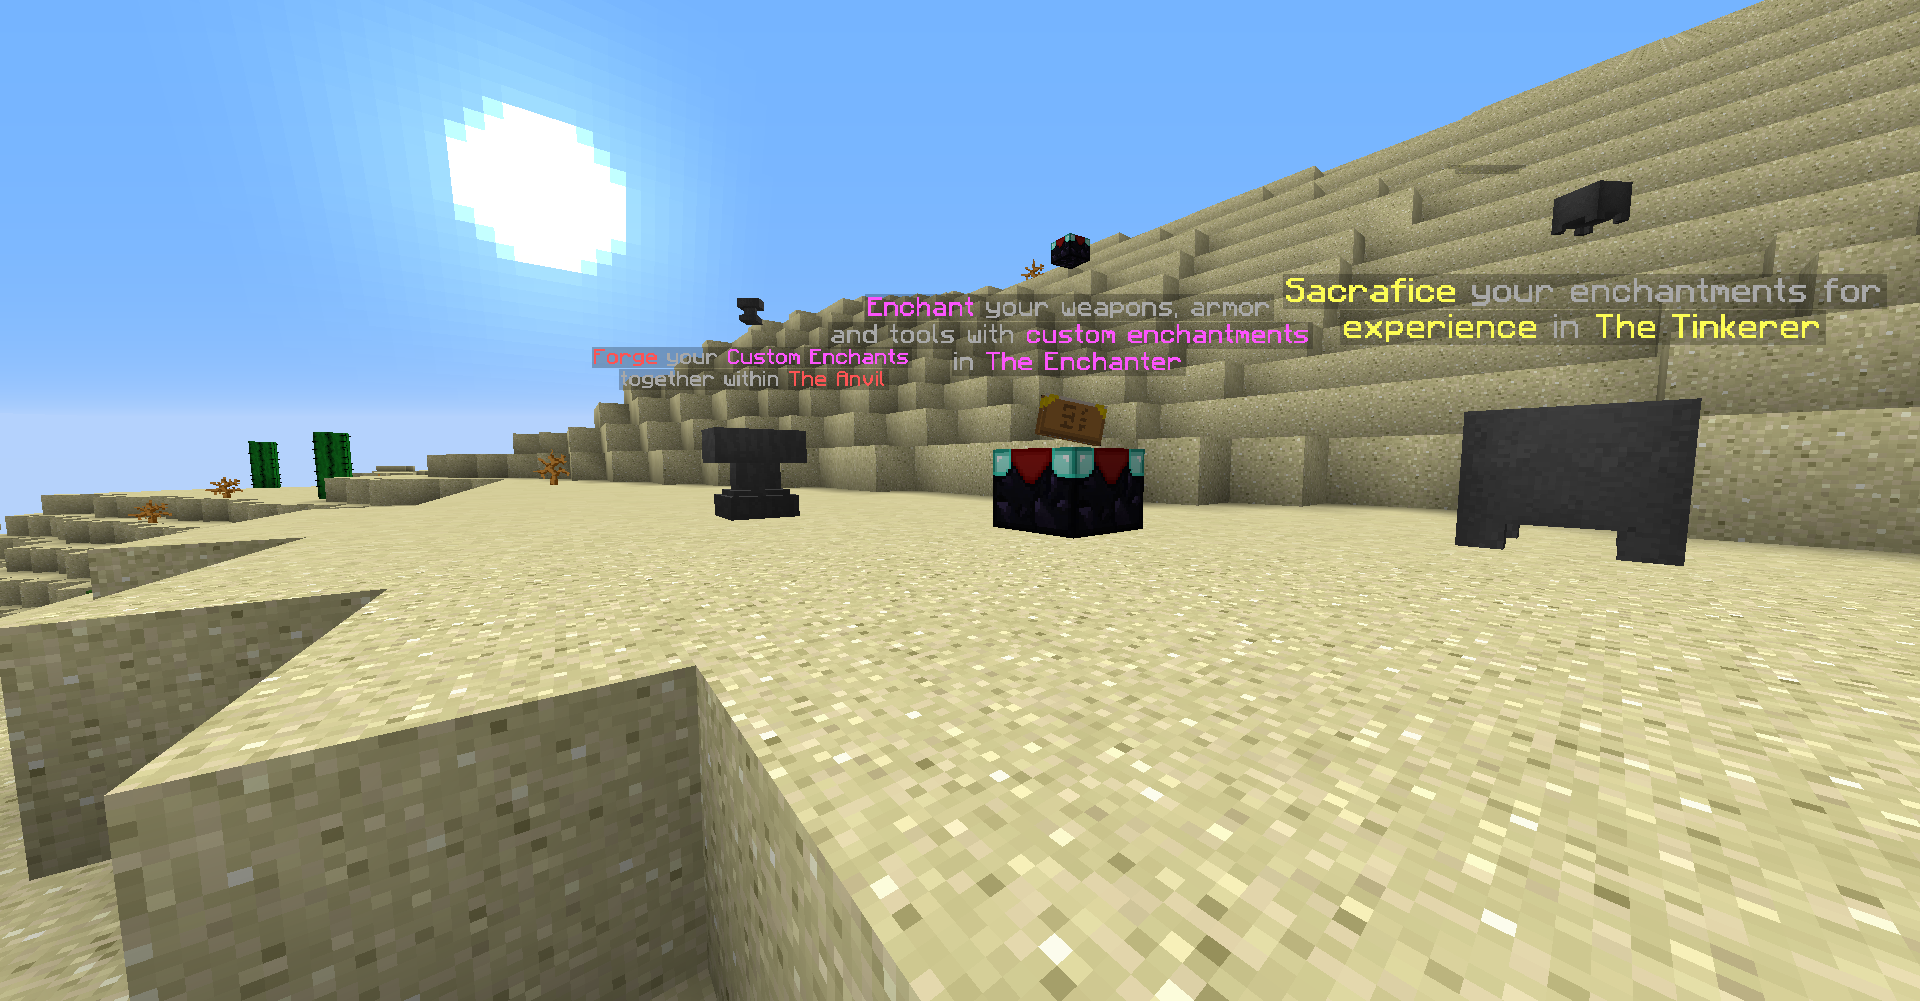 Forge your Custom Enchants
together within The Anvil
Enchant your weapons, armor
and tools with custom enchantments
in The Enchanter
Sacrafice your enchantments for
experience in The Tinkerer